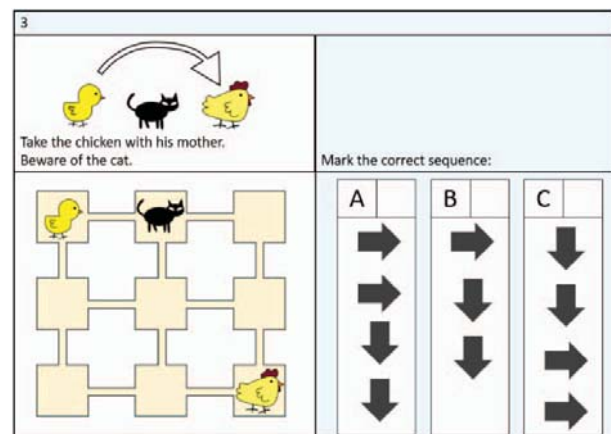 3
Take the chicken with his mother.
Beware of the cat.
Mark the correct sequence:
A
B
C